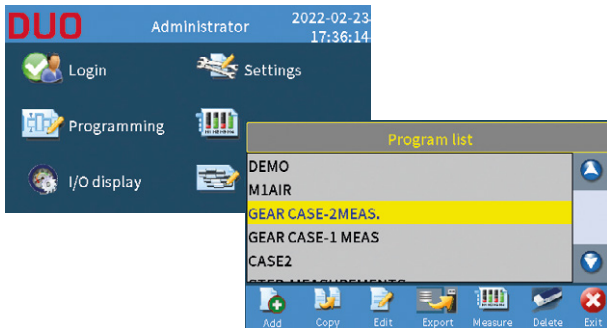 DUO
Administrator
2022-02-23
17:36:14
Login
Settings
Programming
I/O display
Program list
DEMO
M1AIR
GEAR CASE-2MEAS.
GEAR CASE-1 MEAS
CASE2
Add
Copy
Edit
Export
Measure
Delete
Exit